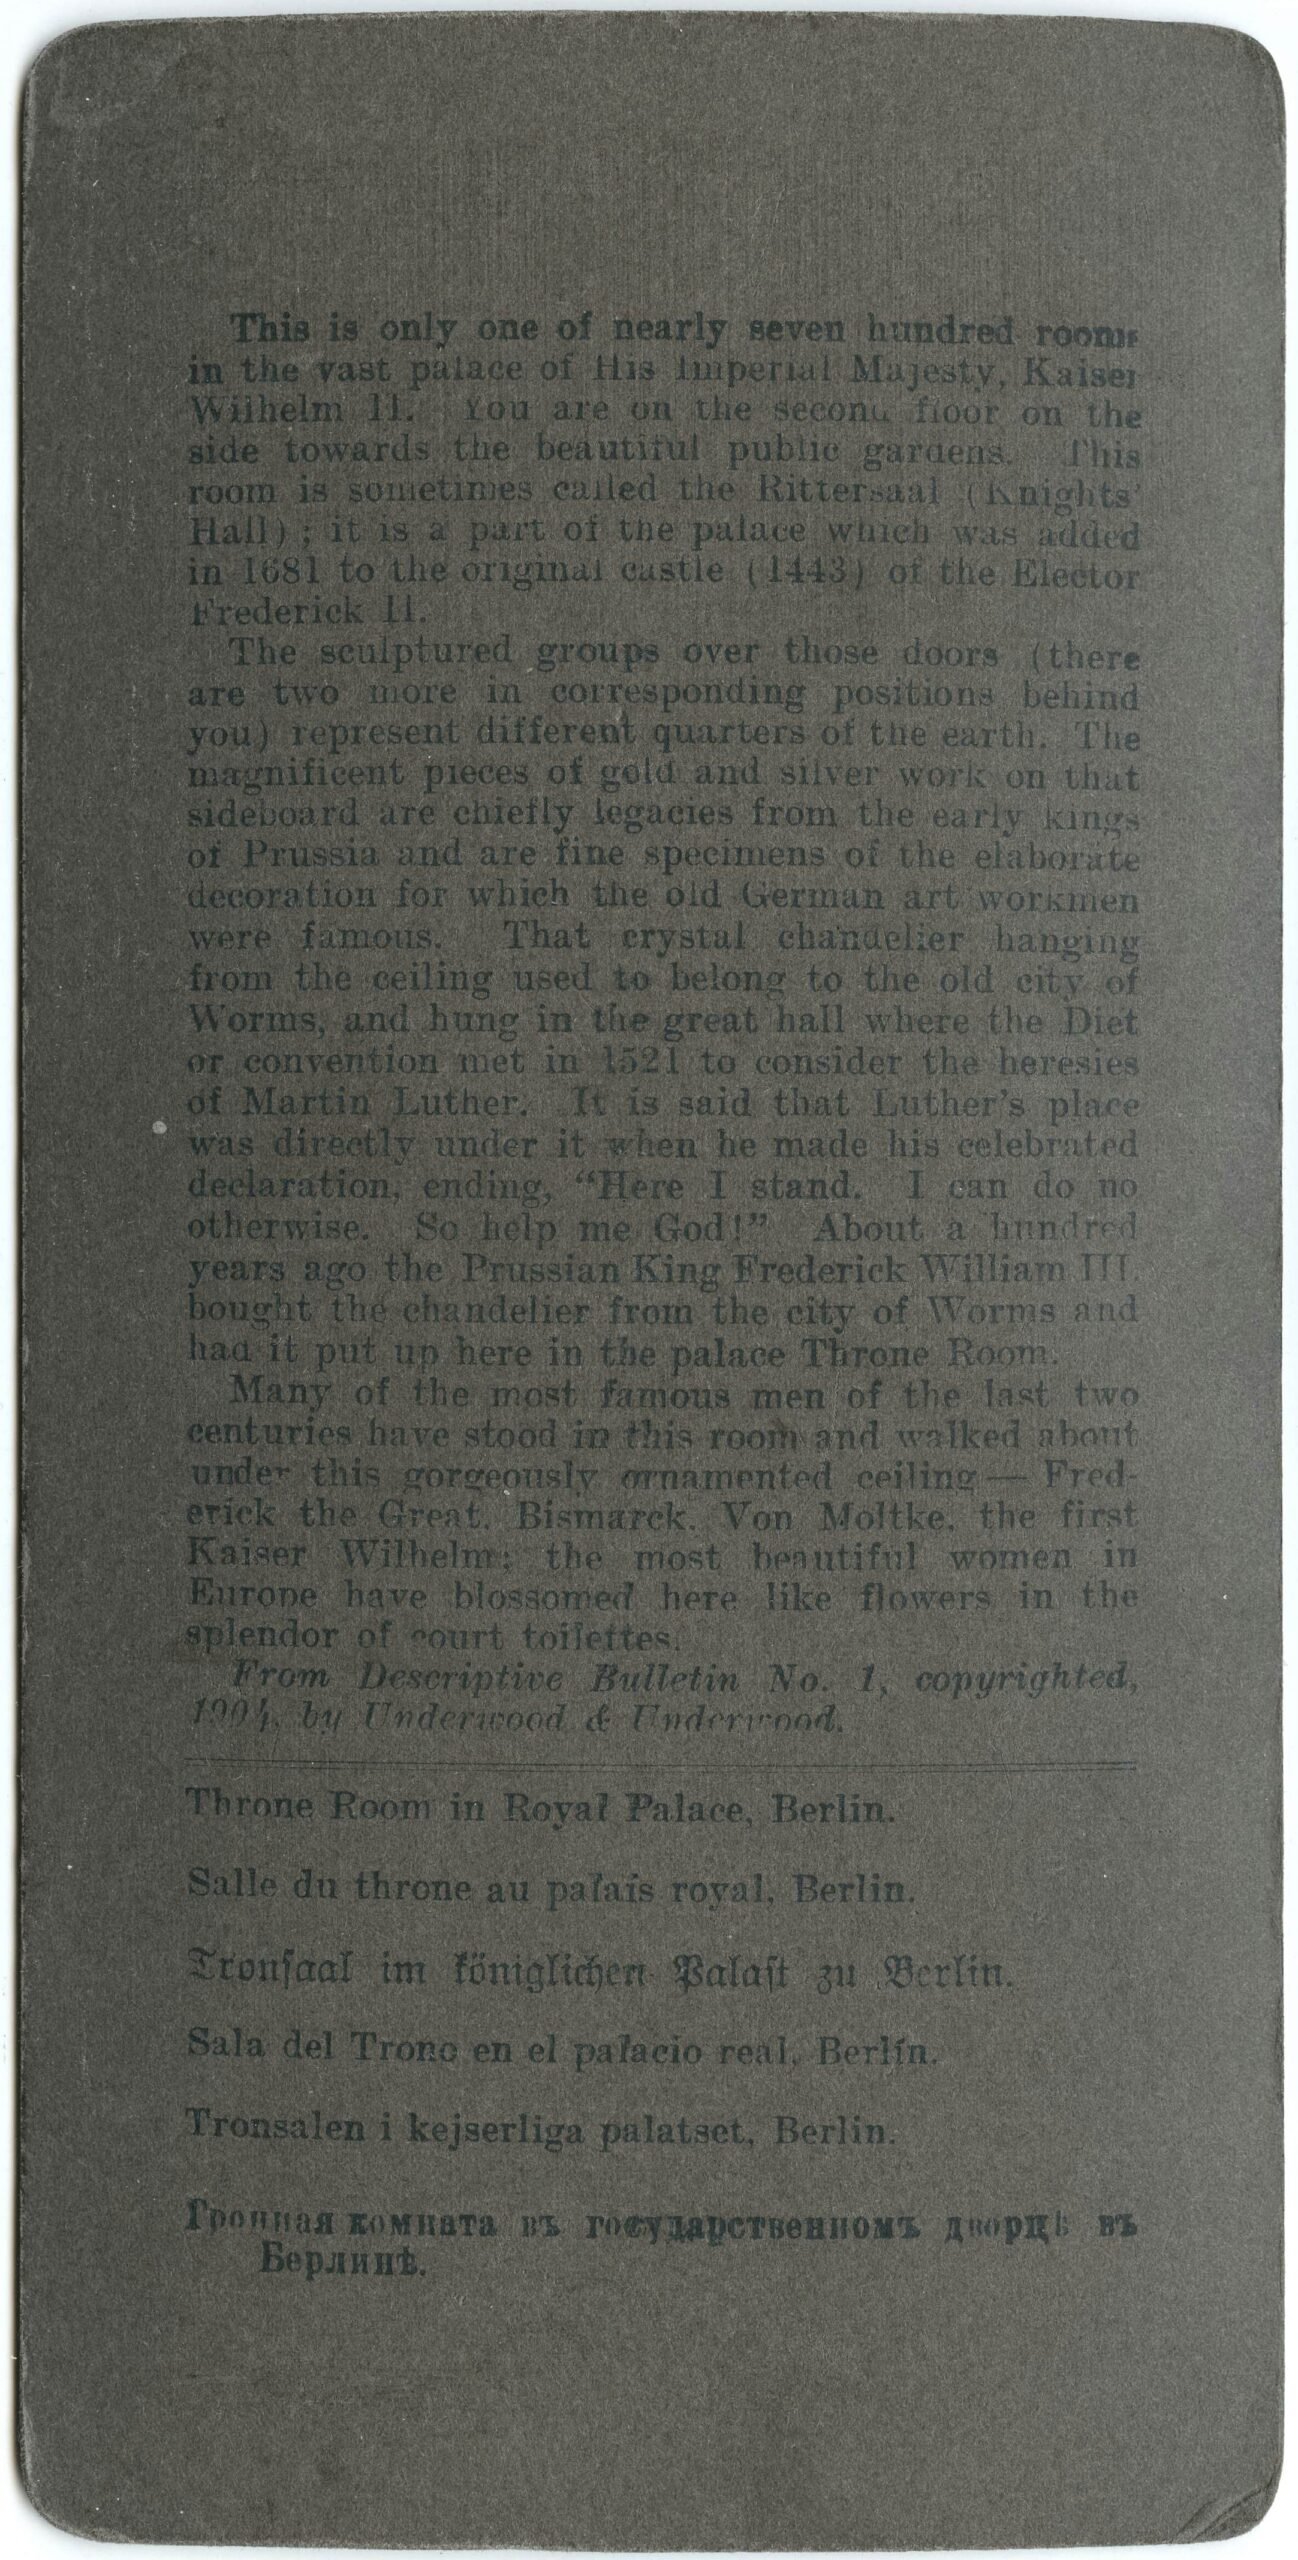 This is only one of nearly seven hundred rooms
in the vast palace of His Imperial Majesty, Kaiser
Wilhelm II. You are on the second floor on the
side towards the beautiful public gardens. This
room is sometimes called the Rittersaal (Knights'
Hall); it is a part of the palace which was added
in 1681 to the original castle (1443) of the Elector
Frederick II.
The sculptured groups over those doors (there
are two more in corresponding positions behind
you) represent different quarters of the earth. The
magnificent pieces of gold and silver work on that
sideboard are chiefly legacies from the early kings
of Prussia and are fine specimens of the elaborate
decoration for which the old German art workmen
were famous. That crystal chandelier hanging
from the ceiling used to belong to the old city of
Worms, and hung in the great hall where the Diet
or convention met in 1521 to consider the heresies
of Martin Luther. It is said that Luther's place
was directly under it when he made his celebrated
declaration, ending, “Here I stand. I can do no
otherwise. So help me God!” About a hundred
years ago the Prussian King Frederick William III.
bought the chandelier from the city of Worms and
had it put up here in the palace Throne Room.
Many of the most famous men of the last two
centuries have stood in this room and walked about
under this gorgeously ornamented ceiling — Fred-
erick the Great, Bismarck, Von Moltke, the first
Kaiser Wilhelm; the most beautiful women in
Europe have blossomed here like flowers in the
splendor of court toilettes.
From Descriptive Bulletin No. 1, copyrighted,
1904, by Underwood & Underwood.
Throne Room in Royal Palace, Berlin.
Salle du throne au palais royal, Berlin.
Tronsaal im königlichen Palast zu Berlin.
Sala del Trono en el palacio real, Berlín.
Tronsalen i kejserliga palatset, Berlin.
Тронная комната въ государственномъ дворцѣ въ
Берлинѣ.